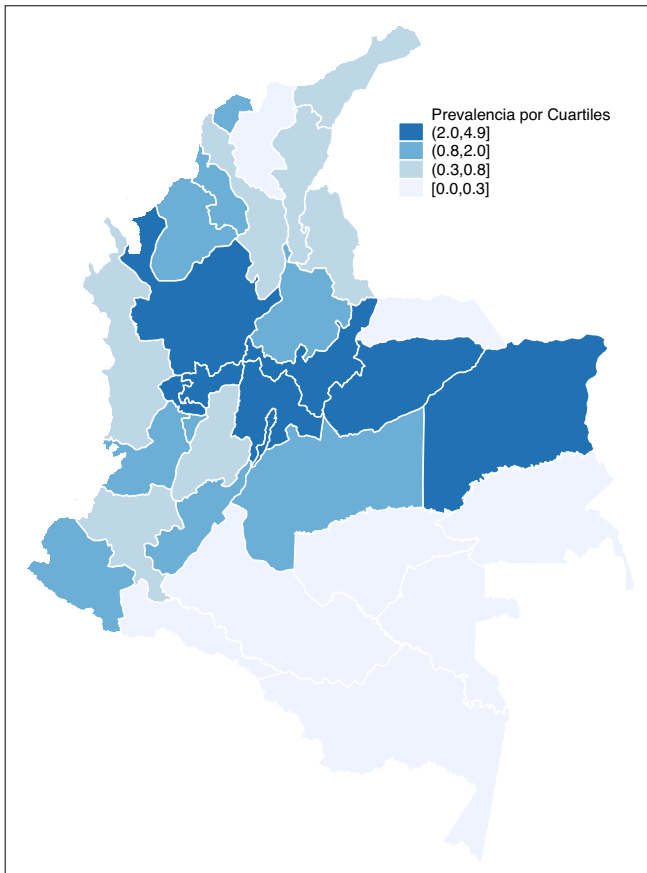 Prevalencia por Cuartiles
(2.0,4.9]
(0.8,2.0]
(0.3,0.8]
[0.0,0.3]